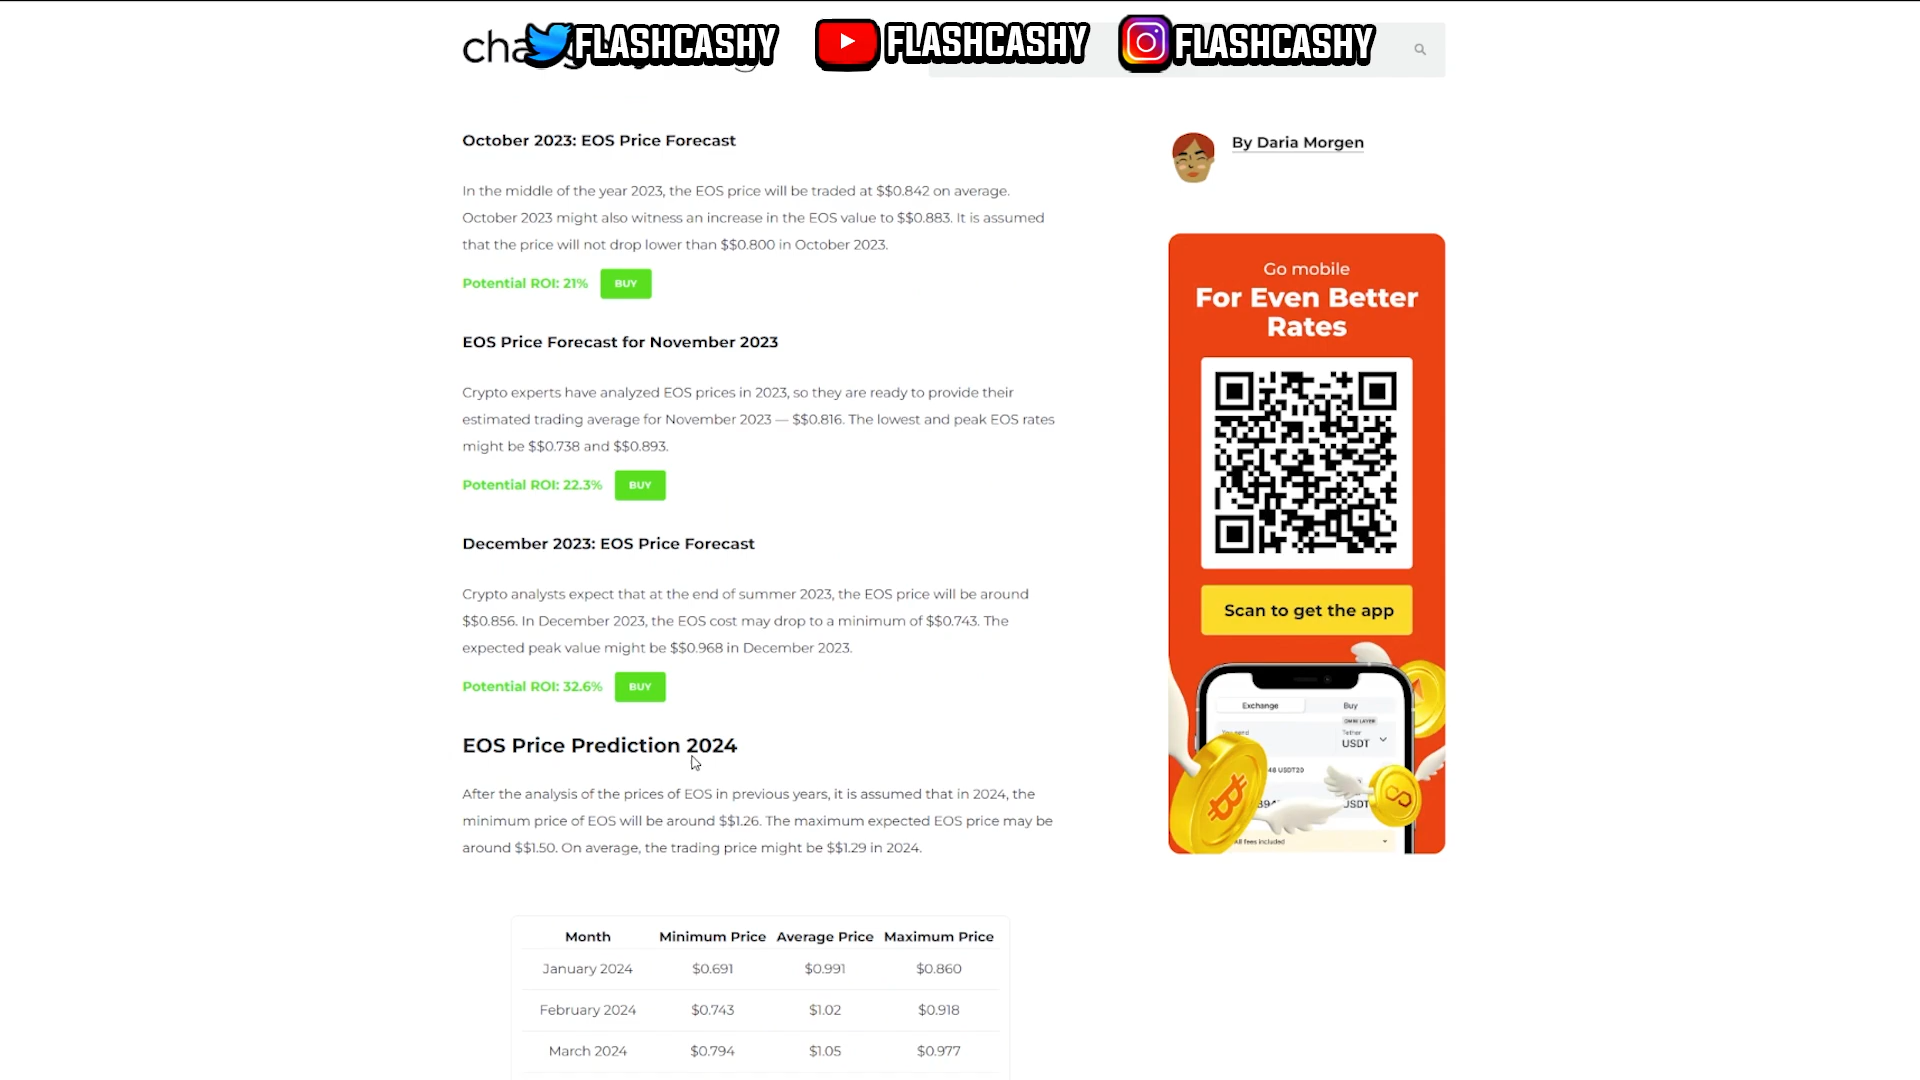 cha
FLASHCASHY
FLASHCASHY
FLASHCASHY
October 2023: EOS Price Forecast
In the middle of the year 2023, the EOS price will be traded at $$0.842 on average.
October 2023 might also witness an increase in the EOS value to $$0.883. It is assumed
that the price will not drop lower than $$0.800 in October 2023.
Potential ROI: 21% BUY
EOS Price Forecast for November 2023
Crypto experts have analyzed EOS prices in 2023, so they are ready to provide their
estimated trading average for November 2023 — $$0.816. The lowest and peak EOS rates
might be $$0.738 and $$0.893.
Potential ROI: 22.3% BUY
December 2023: EOS Price Forecast
Crypto analysts expect that at the end of summer 2023, the EOS price will be around
$$0.856. In December 2023, the EOS cost may drop to a minimum of $$0.743. The
expected peak value might be $$0.968 in December 2023.
Potential ROI: 32.6% BUY
EOS Price Prediction 2024
After the analysis of the prices of EOS in previous years, it is assumed that in 2024, the
minimum price of EOS will be around $$1.26. The maximum expected EOS price may be
around $$1.50. On average, the trading price might be $$1.29 in 2024.
Month Minimum Price Average Price Maximum Price
January 2024 $0.691 $0.991 $0.860
February 2024 $0.743 $1.02 $0.918
March 2024 $0.794 $1.05 $0.977
By Daria Morgen
Go mobile
For Even Better
Rates
Scan to get the app
Exchange Buy
OMNI LAYER
Tether
USDT
48 USDT20
394
USDT
All fees included